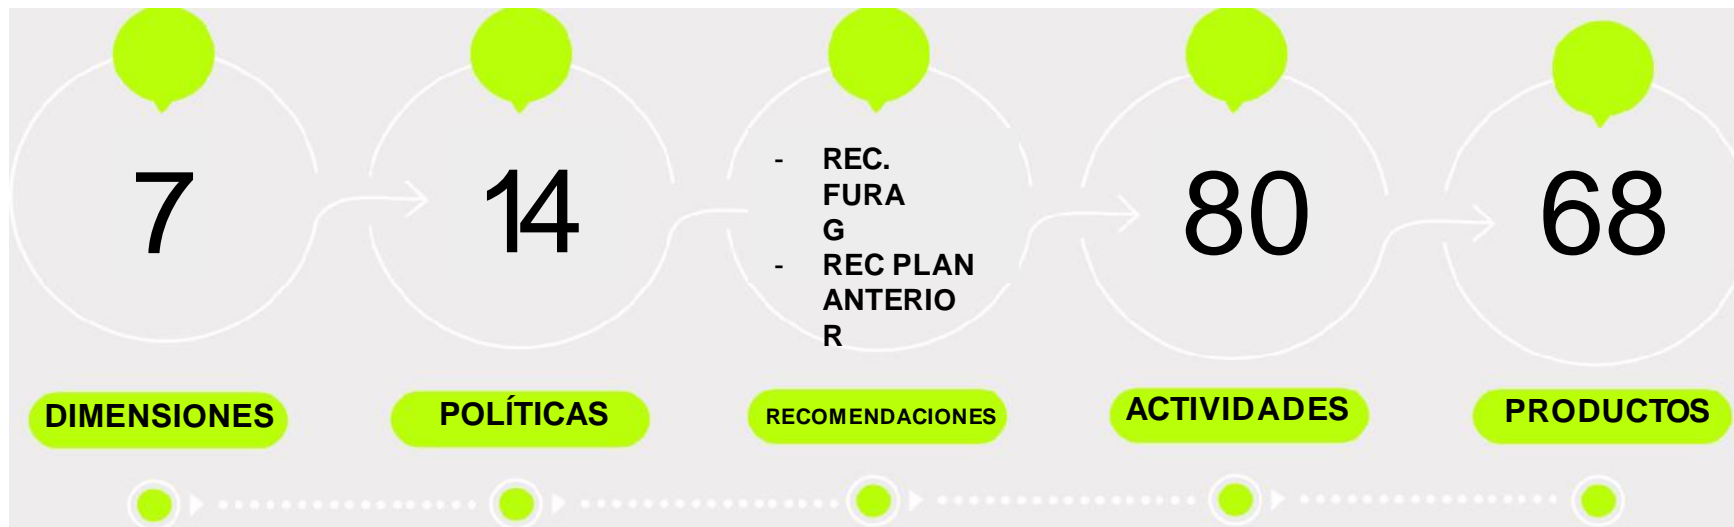 7
DIMENSIONES
14
POLÍTICAS
- REC.
FURA
G
- REC PLAN
ANTERIO
R
RECOMENDACIONES
80
ACTIVIDADES
68
PRODUCTOS